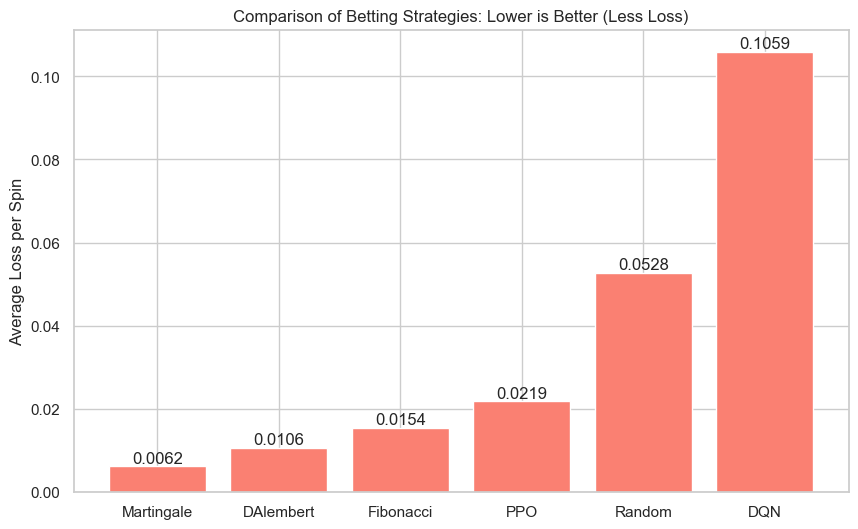 Comparison of Betting Strategies: Lower is Better (Less Loss)
Average Loss per Spin
0.10
0.08
0.06
0.04
0.02
0.00
0.0062
0.0106
0.0154
0.0219
0.0528
0.1059
Martingale
DAlembert
Fibonacci
PPO
Random
DQN